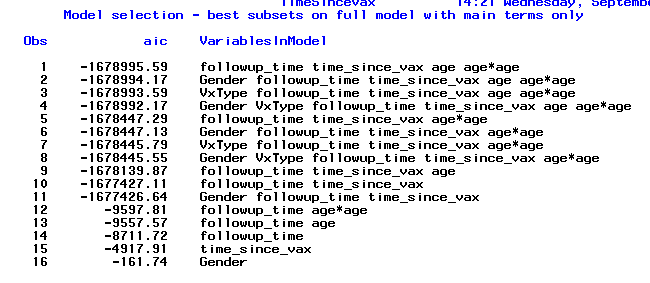 TimeSinceVax 14:21 Wednesday, Septembe
Model selection - best subsets on full model with main terms only
Obs aic VariablesInModel
1 -1678995.59 followup_time time_since_vax age age*age
2 -1678994.17 Gender followup_time time_since_vax age age*age
3 -1678993.59 VxType followup_time time_since_vax age age*age
4 -1678992.17 Gender VxType followup_time time_since_vax age age*age
5 -1678447.29 followup_time time_since_vax age*age
6 -1678447.13 Gender followup_time time_since_vax age*age
7 -1678445.79 VxType followup_time time_since_vax age*age
8 -1678445.55 Gender VxType followup_time time_since_vax age*age
9 -1678139.87 followup_time time_since_vax age
10 -1677427.11 followup_time time_since_vax
11 -1677426.64 Gender followup_time time_since_vax
12 -9597.81 followup_time age*age
13 -9557.57 followup_time age
14 -8711.72 followup_time
15 -4917.91 time_since_vax
16 -161.74 Gender